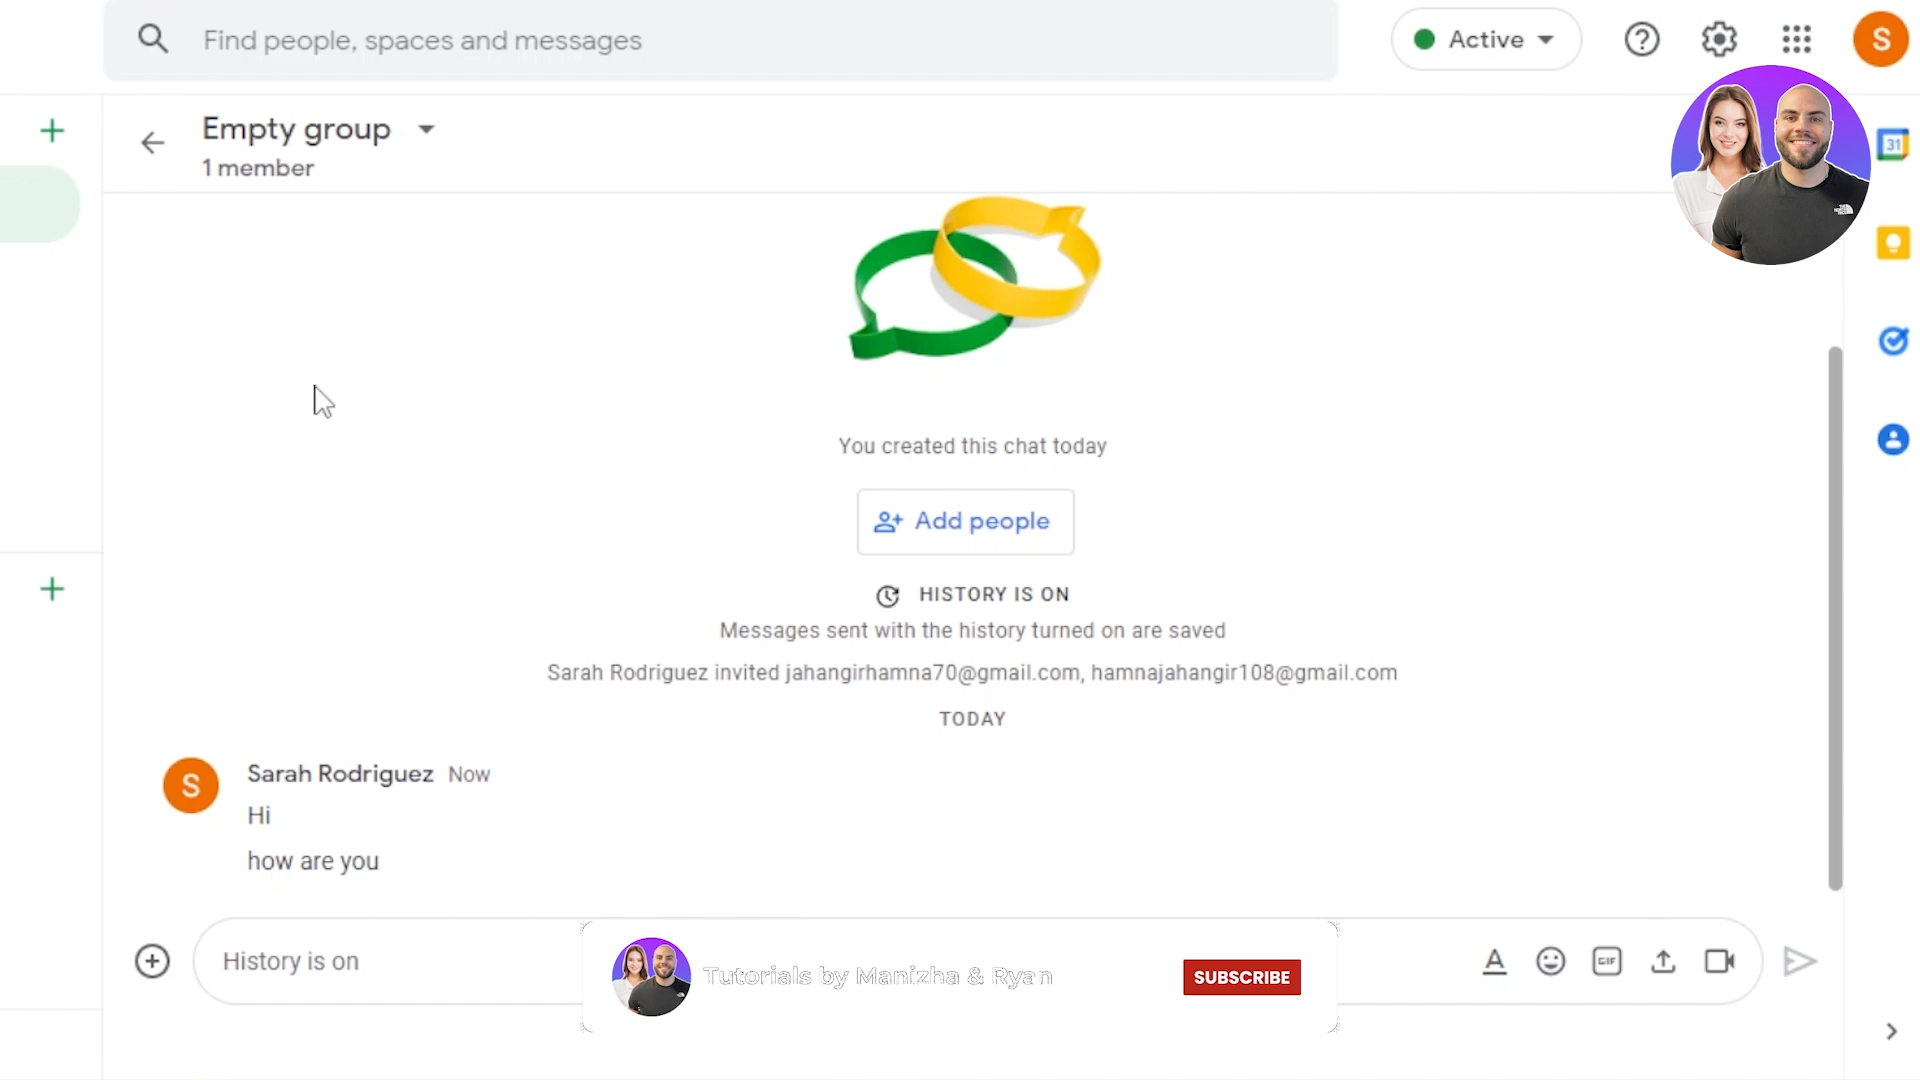 Find people, spaces and messages
Active
S
Empty group
1 member
31
You created this chat today
Add people
HISTORY IS ON
Messages sent with the history turned on are saved
Sarah Rodriguez invited jahangirhamna70@gmail.com, hamnajahangir108@gmail.com
TODAY
S
Sarah Rodriguez Now
Hi
how are you
History is on
Tutorials by Manizha & Ryan
SUBSCRIBE
A
GIF